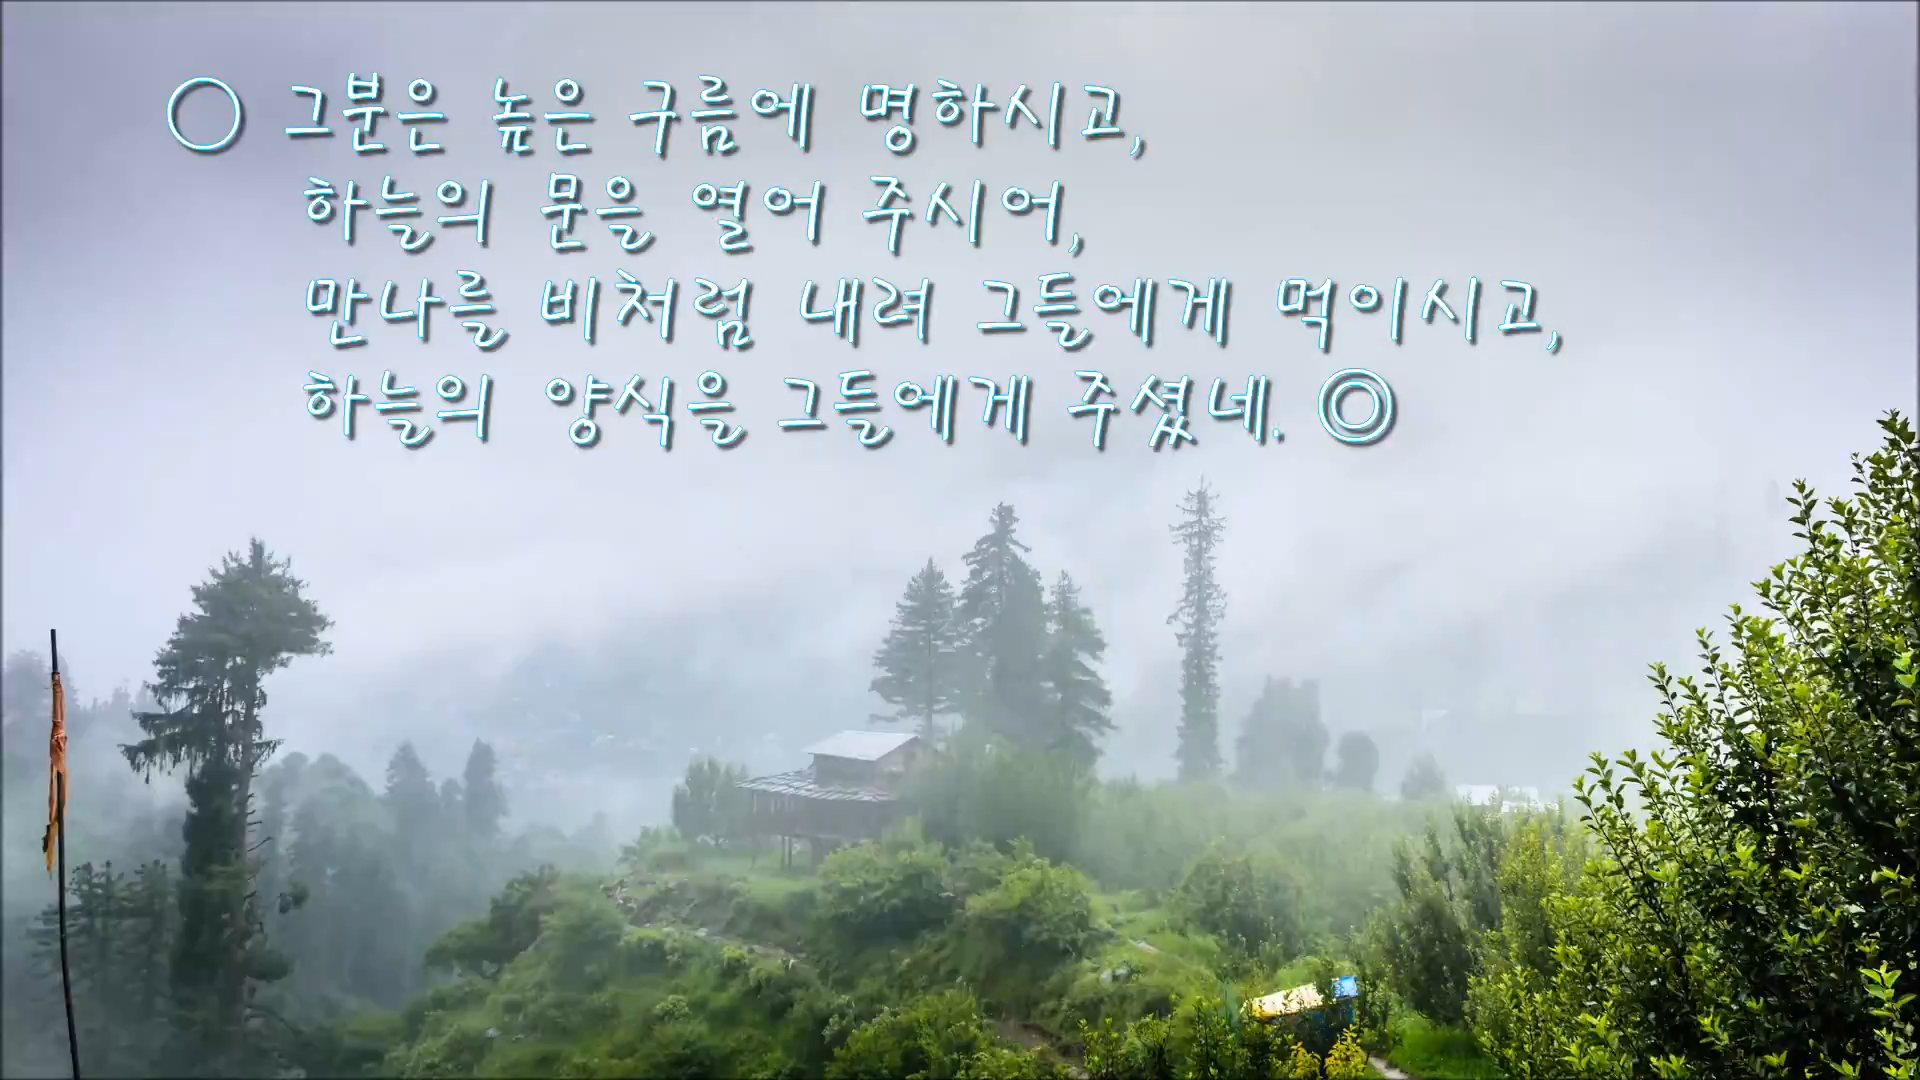 ○ 그분은 높은 구름에 명하시고,
하늘의 문을 열어 주시어,
만나를 비처럼 내려 그들에게 먹이시고,
하늘의 양식을 그들에게 주셨네. ◎